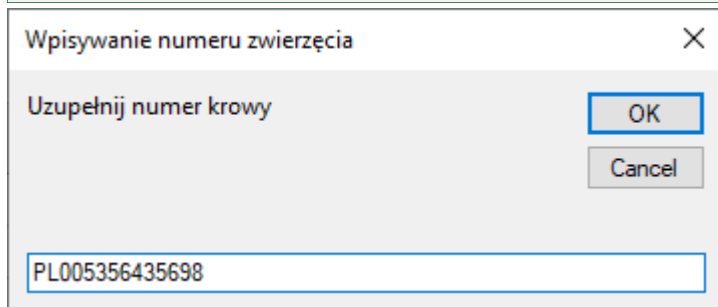 Wpisywanie numeru zwierzęcia
Uzupełnij numer krowy
OK
Cancel
PL005356435698